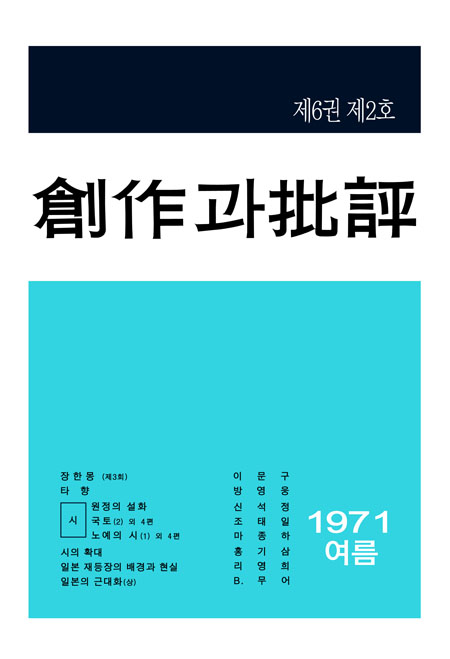 제6권 제2호
創作과批評
장한몽 (제3회) 이문구
타향 방영웅
시
원정의 설화 신석정
국토(2) 외 4편 조태일
노예의 시(1) 외 4편 마종하
시의 확대 홍기삼
일본 재등장의 배경과 현실 리영희
일본의 근대화(상) B. 무어
1971
여름